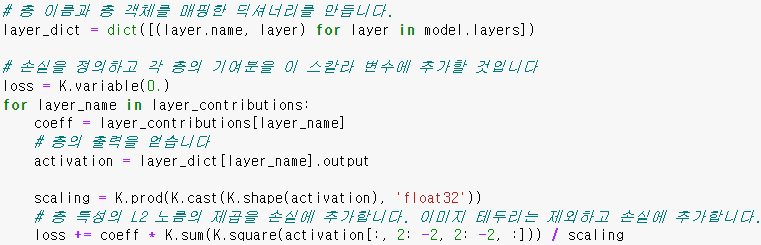 # 층 이름과 층 객체를 매핑한 딕셔너리를 만듭니다.
layer_dict = dict([(layer.name, layer) for layer in model.layers])
# 손실을 정의하고 각 층의 기여분을 이 스칼라 변수에 추가할 것입니다
loss = K.variable(0.)
for layer_name in layer_contributions:
    coeff = layer_contributions[layer_name]
    # 층의 출력을 얻습니다
    activation = layer_dict[layer_name].output
    scaling = K.prod(K.cast(K.shape(activation), 'float32'))
    # 층 특성의 L2 노름의 제곱을 손실에 추가합니다. 이미지 테두리는 제외하고 손실에 추가합니다.
    loss += coeff * K.sum(K.square(activation[:, 2: -2, 2: -2, :])) / scaling